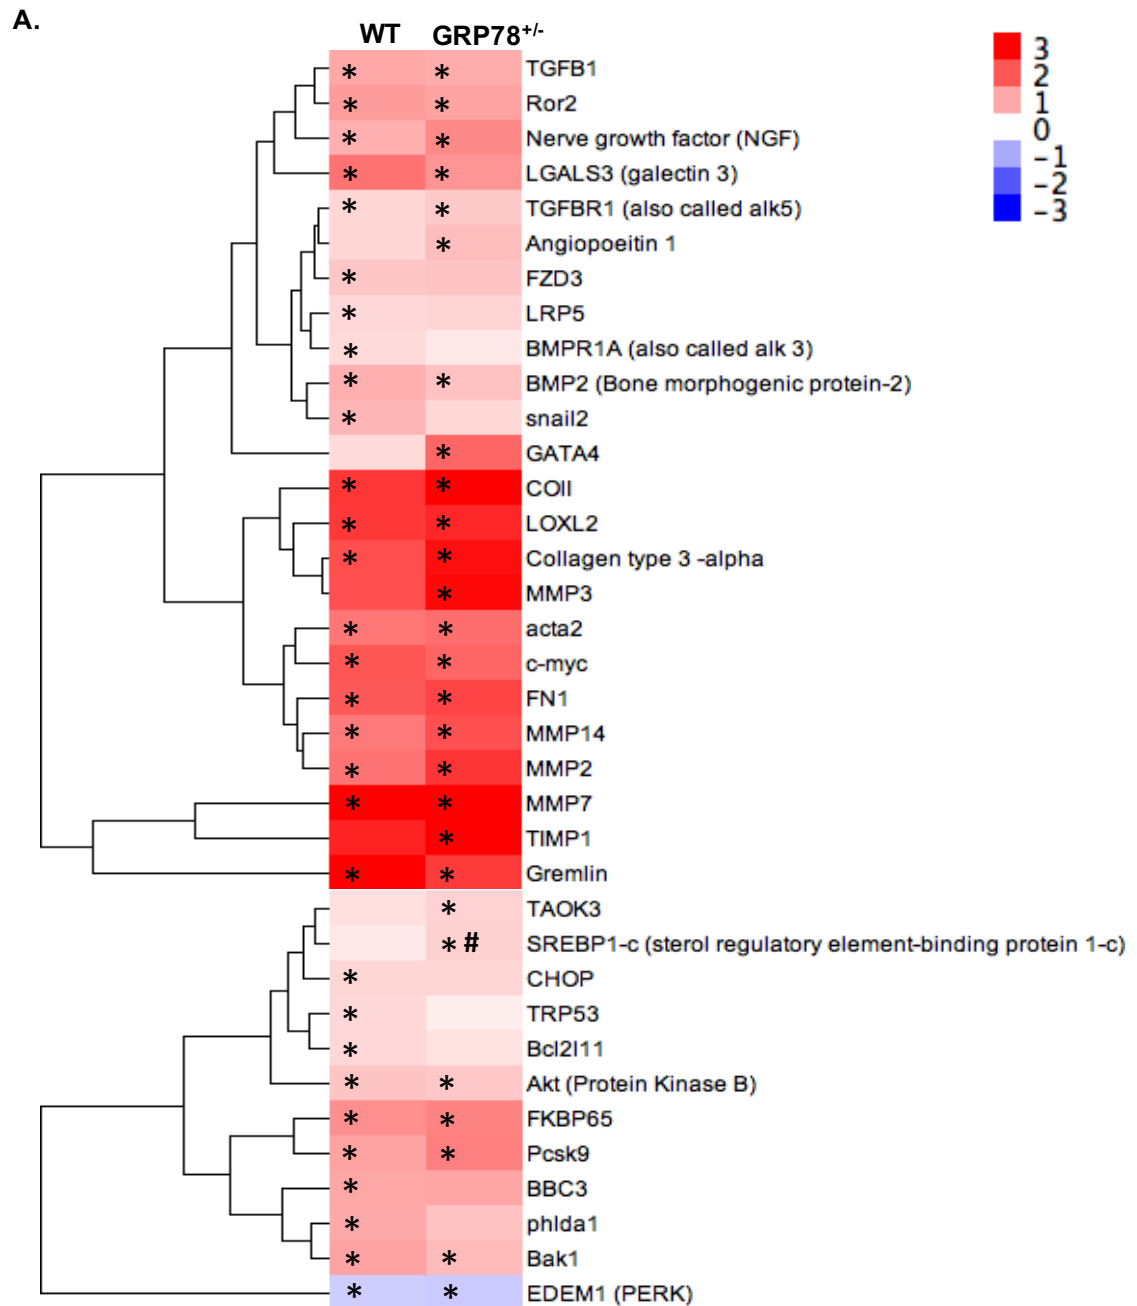 A.
WT GRP78+/-
3
2
1
0
-1
-2
-3
* * TGFB1
* * Ror2
* * Nerve growth factor (NGF)
* * LGALS3 (galectin 3)
* * TGFBR1 (also called alk5)
* Angiopoeitin 1
* FZD3
* LRP5
* BMPR1A (also called alk 3)
* * BMP2 (Bone morphogenic protein-2)
* snail2
* GATA4
* * COII
* * LOXL2
* * Collagen type 3 -alpha
* MMP3
* * acta2
* * c-myc
* * FN1
* * MMP14
* * MMP2
* * MMP7
* TIMP1
* * Gremlin
* TAOK3
* # SREBP1-c (sterol regulatory element-binding protein 1-c)
* CHOP
* TRP53
* Bcl2l11
* * Akt (Protein Kinase B)
* * FKBP65
* * Pcsk9
* BBC3
* phlda1
* * Bak1
* * EDEM1 (PERK)